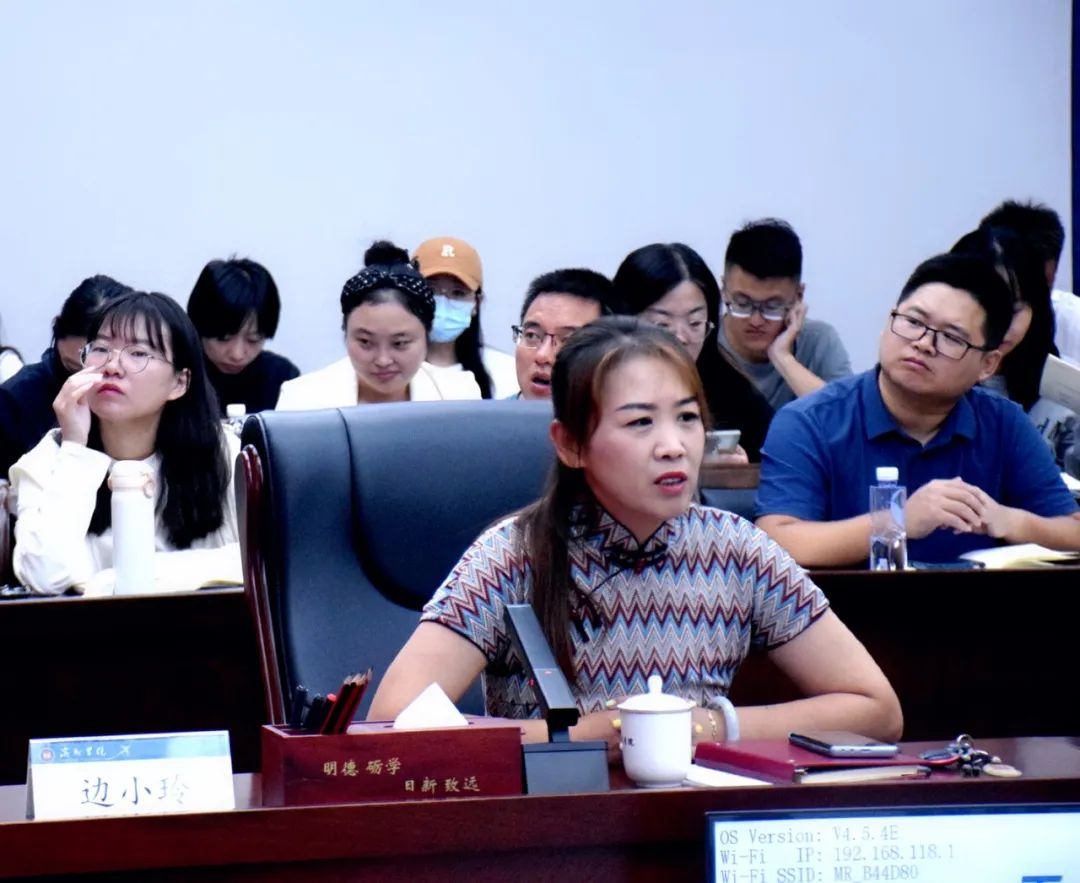 R
边小玲
明德 砺学
日新致远
OS Version: V4.5.4E
Wi-Fi IP: 192.168.118.1
Wi-Fi SSID: MR_B44D80